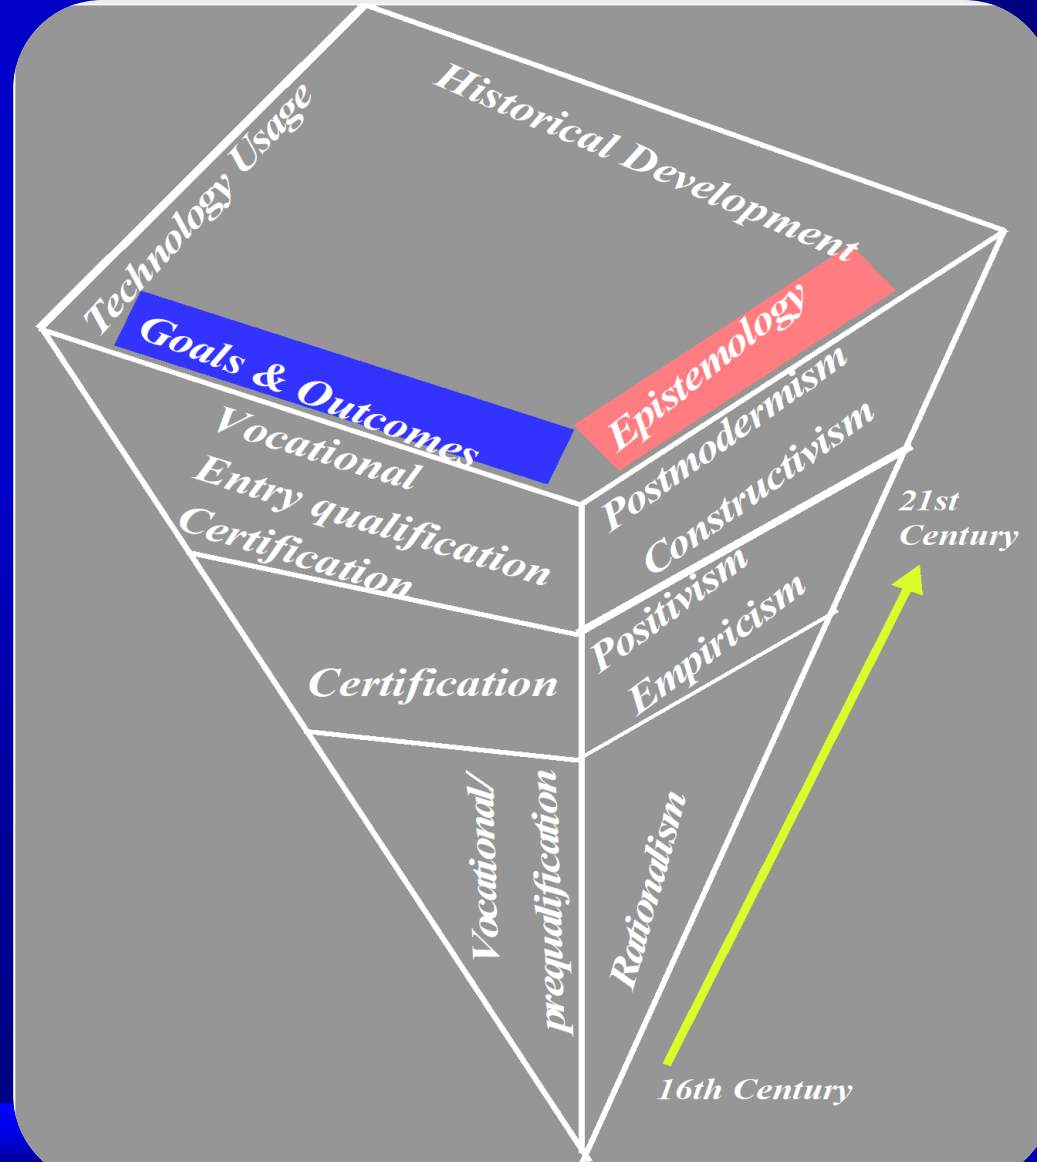 Historical Development
Technology Usage
Goals & Outcomes
Epistemology
Vocational
Entry qualification
Certification
Postmodermism
Constructivism
21st
Century
Certification
Positivism
Empiricism
Vocational/
prequalification
Rationalism
16th Century